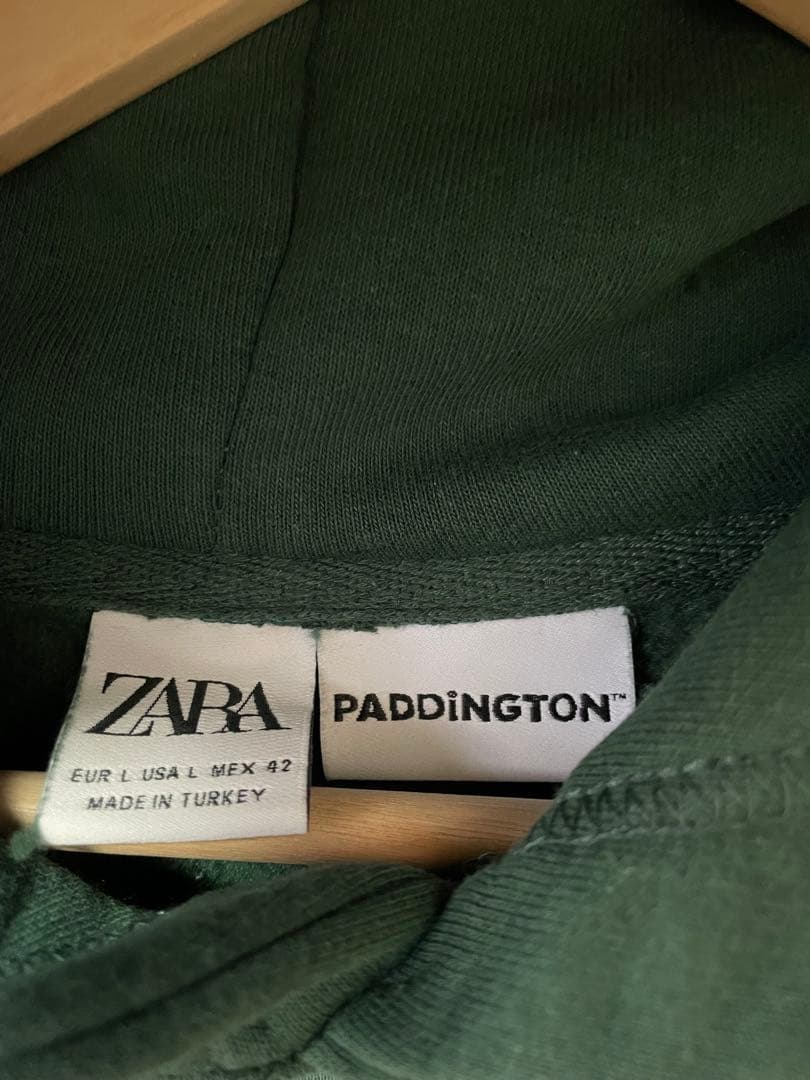 ZARA
EUR L USA L MEX 42
MADE IN TURKEY
PADDiNGTON™